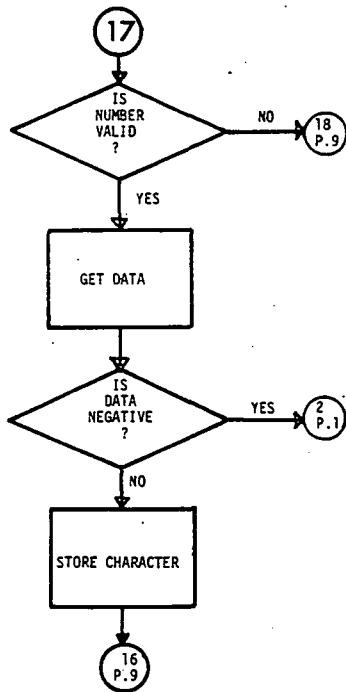 17
IS
NUMBER
VALID
?
NO
18
P.9
YES
GET DATA
IS
DATA
NEGATIVE
?
YES
2
P.1
NO
STORE CHARACTER
16
P.9